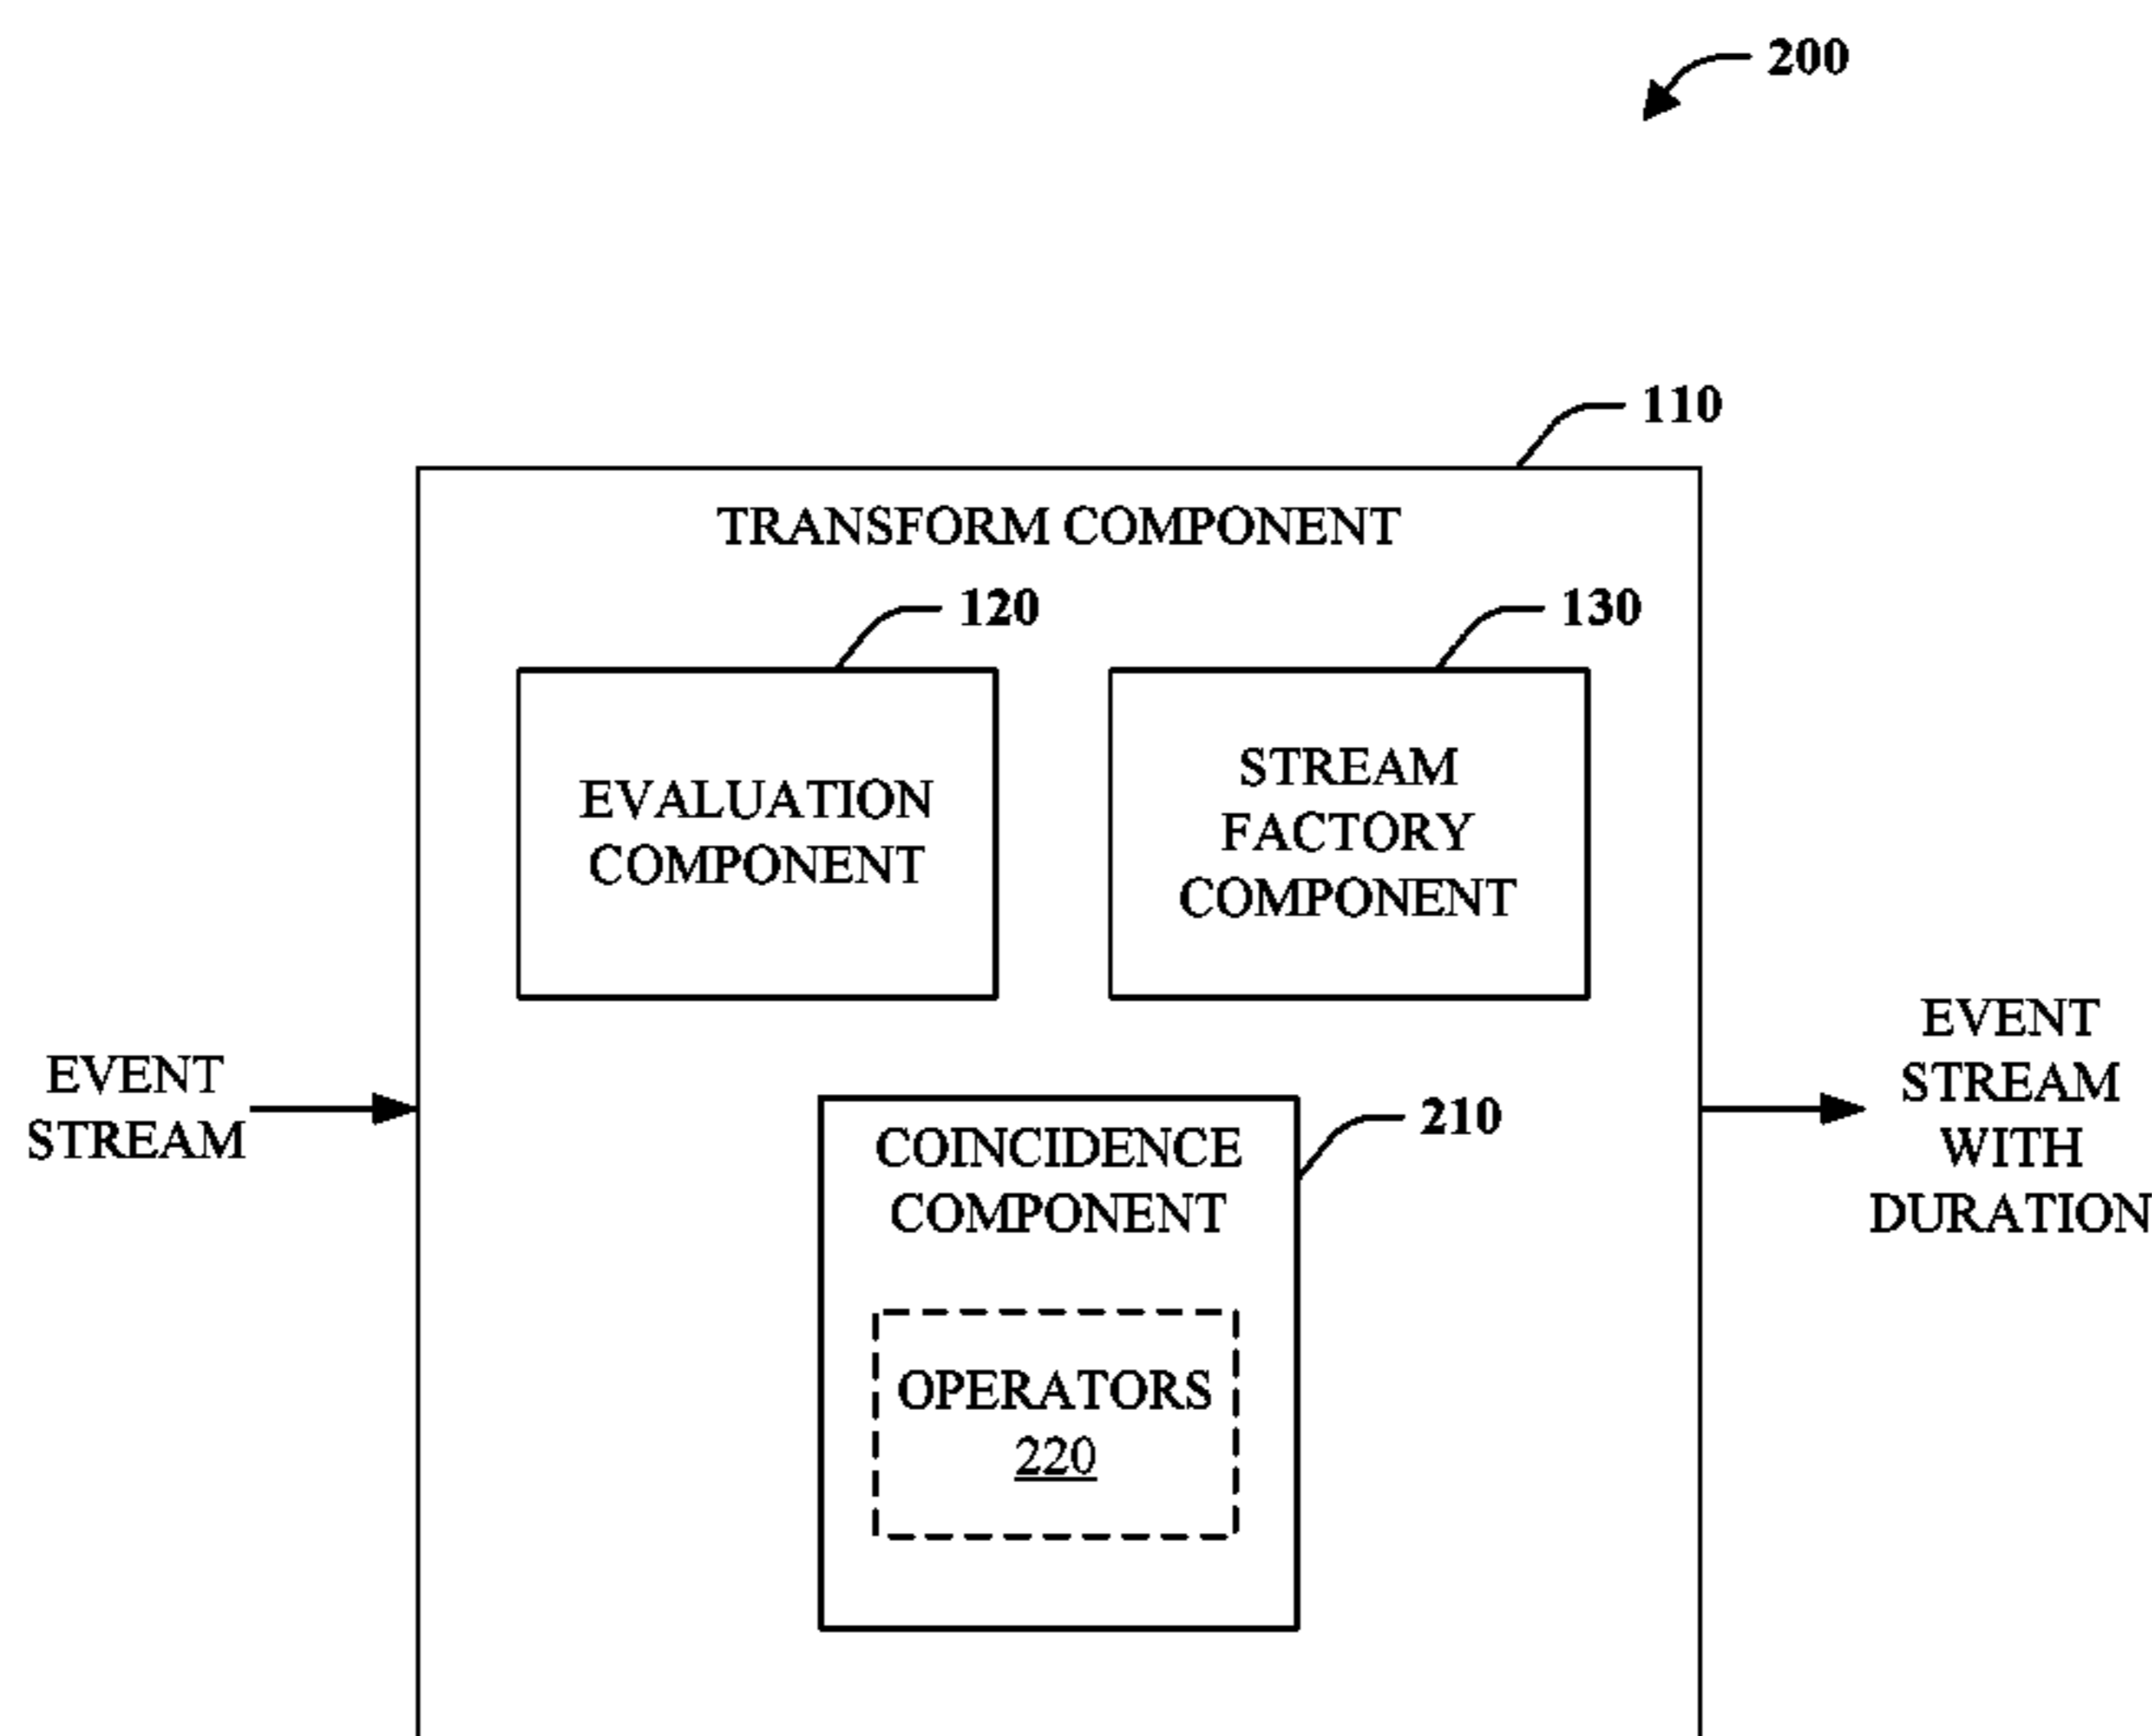 200
110
TRANSFORM COMPONENT
120
130
EVALUATION
COMPONENT
STREAM
FACTORY
COMPONENT
EVENT
STREAM
COINCIDENCE
COMPONENT
210
OPERATORS
220
EVENT
STREAM
WITH
DURATION